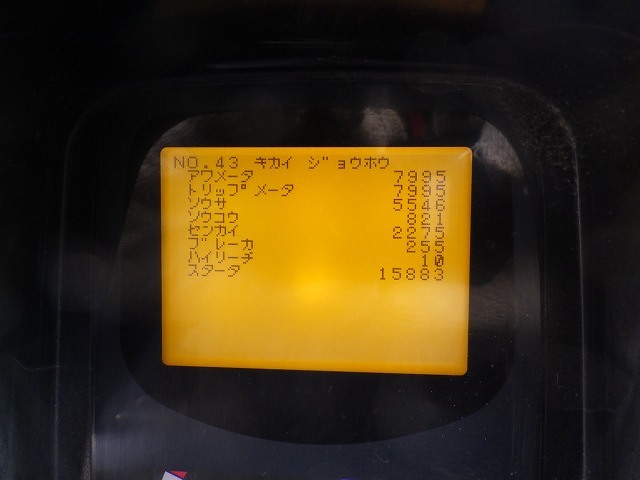 NO.43 キカイ ジョウホウ
アワメータ 7995
トリップメータ 7995
ソウサ 5546
ソウコウ 821
センカイ 2275
ブレーカ 255
ハイリーチ 10
スタータ 15883